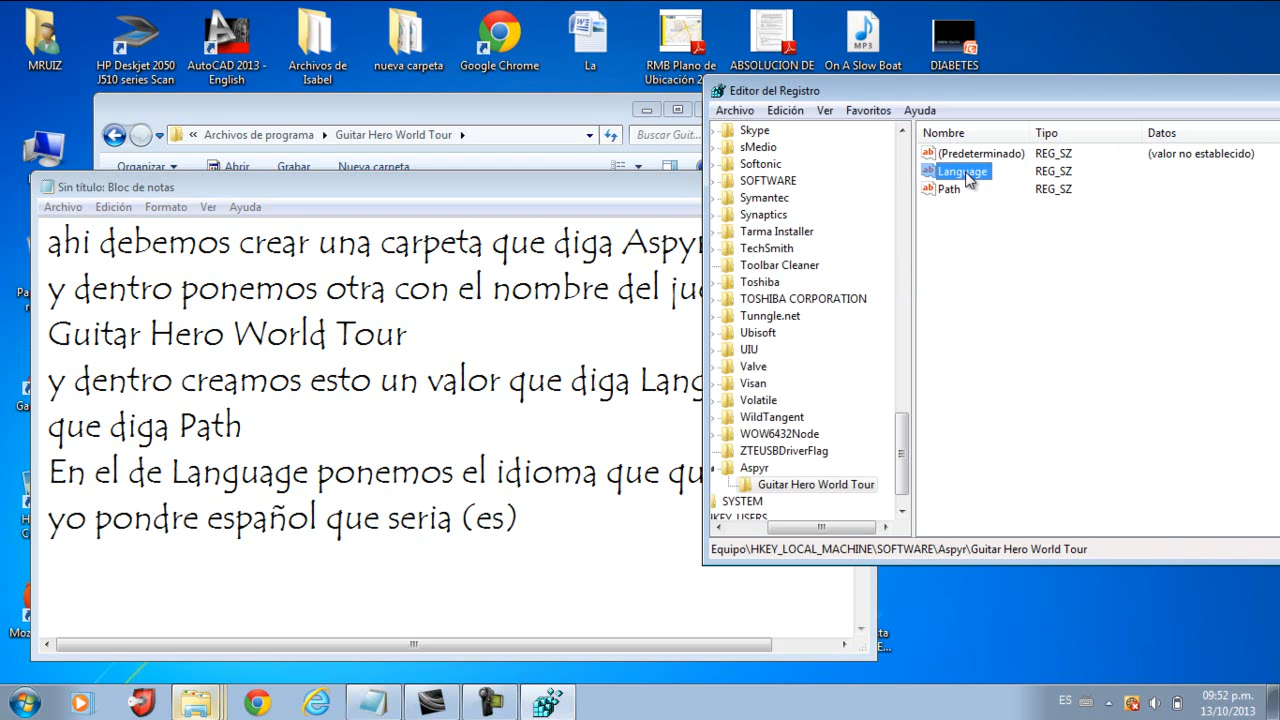 MRUIZ
HP Deskjet 2050
J510 series Scan
AutoCAD 2013 -
English
Archivos de
Isabel
nueva carpeta
Google Chrome
La
RMB Plano de
Ubicación
ABSOLUCION DE
On A Slow Boat
DIABETES
Archivos de programa
Guitar Hero World Tour
Buscar Guit...
Organizar
Abrir
Grabar
Nueva carpeta
Sin título: Bloc de notas
Archivo Edición Formato Ver Ayuda
ahi debemos crear una carpeta que diga Aspyr
y dentro ponemos otra con el nombre del
Guitar Hero World Tour
y dentro creamos esto un valor que diga
que diga Path
En el de Language ponemos el idioma que
yo pondre español que seria (es)
Editor del Registro
Archivo Edición Ver Favoritos Ayuda
Skype
sMedio
Softonic
SOFTWARE
Symantec
Synaptics
Tarma Installer
TechSmith
Toolbar Cleaner
Toshiba
TOSHIBA CORPORATION
Tunngle.net
Ubisoft
UIU
Valve
Visan
Volatile
WildTangent
WOW6432Node
ZTEUSBDriverFlag
Aspyr
Guitar Hero World Tour
SYSTEM
HKEY_USERS
Nombre Tipo Datos
(Predeterminado) REG_SZ (valor no establecido)
Language REG_SZ
Path REG_SZ
Equipo\HKEY_LOCAL_MACHINE\SOFTWARE\Aspyr\Guitar Hero World Tour
ES
09:52 p.m.
13/10/2013